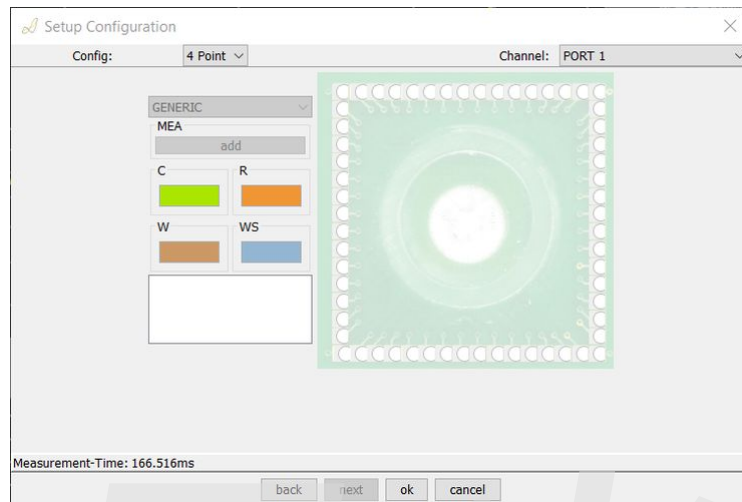 Setup Configuration
Config: 4 Point Channel: PORT 1
GENERIC
MEA
add
C R
W WS
Measurement-Time: 166.516ms
back next ok cancel